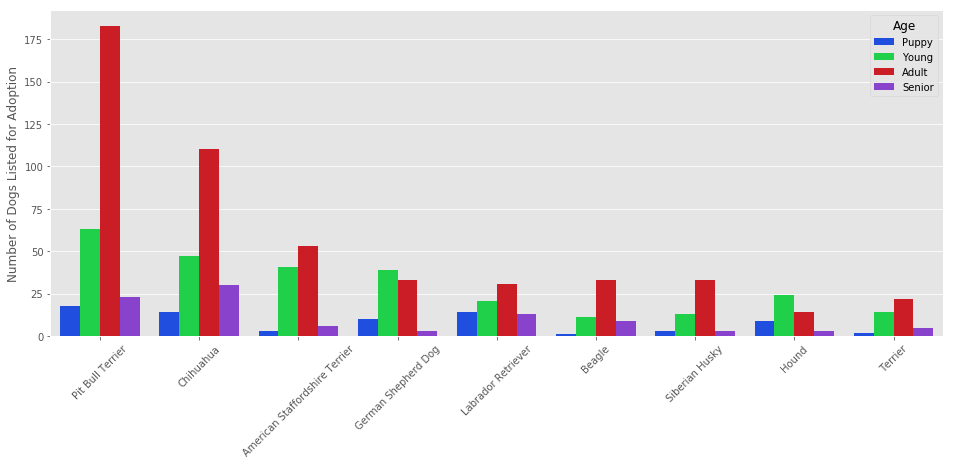 Number of Dogs Listed for Adoption
175
150
125
100
75
50
25
0
Age
Puppy
Young
Adult
Senior
Pit Bull Terrier
Chihuahua
American Staffordshire Terrier
German Shepherd Dog
Labrador Retriever
Beagle
Siberian Husky
Hound
Terrier